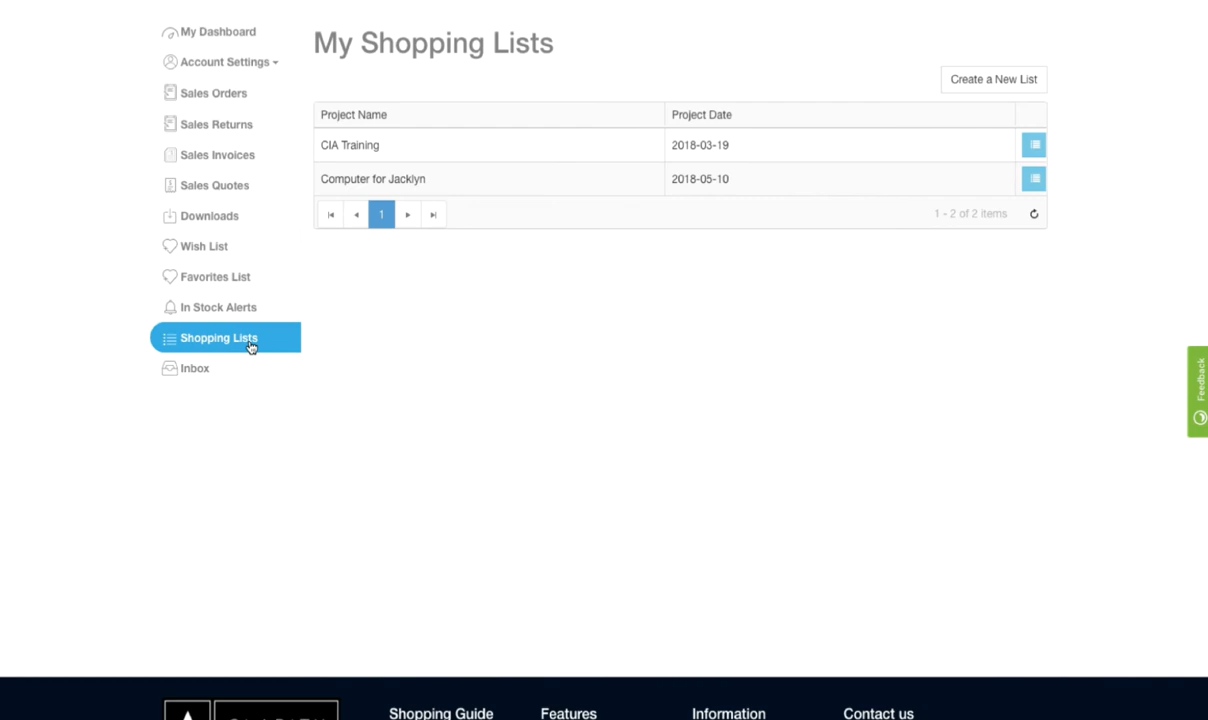 My Dashboard
Account Settings
Sales Orders
Sales Returns
Sales Invoices
Sales Quotes
Downloads
Wish List
Favorites List
In Stock Alerts
Shopping Lists
Inbox
My Shopping Lists
Create a New List
Project Name Project Date
CIA Training 2018-03-19
Computer for Jacklyn 2018-05-10
1 1 - 2 of 2 items
Feedback
Shopping Guide Features Information Contact us